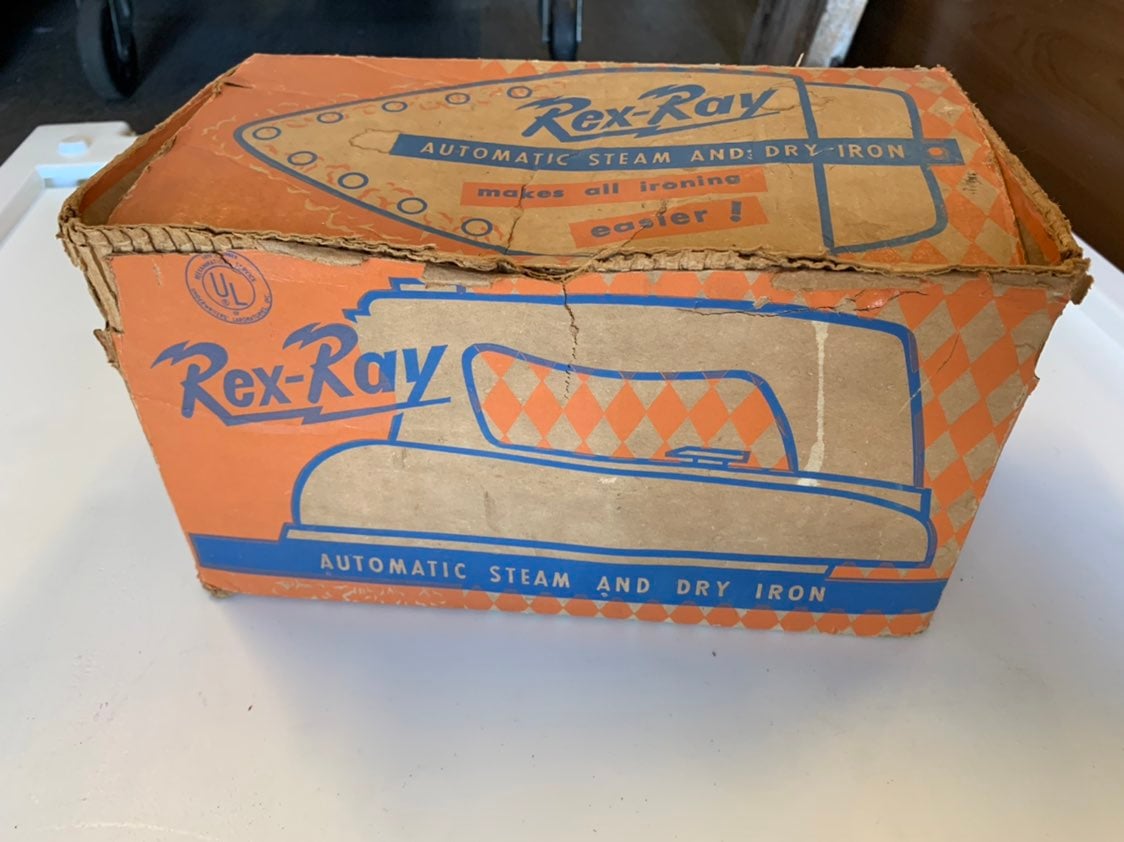 Rex-Ray
AUTOMATIC STEAM AND DRY IRON
makes all ironing
easier !
UL
Rex-Ray
AUTOMATIC STEAM AND DRY IRON